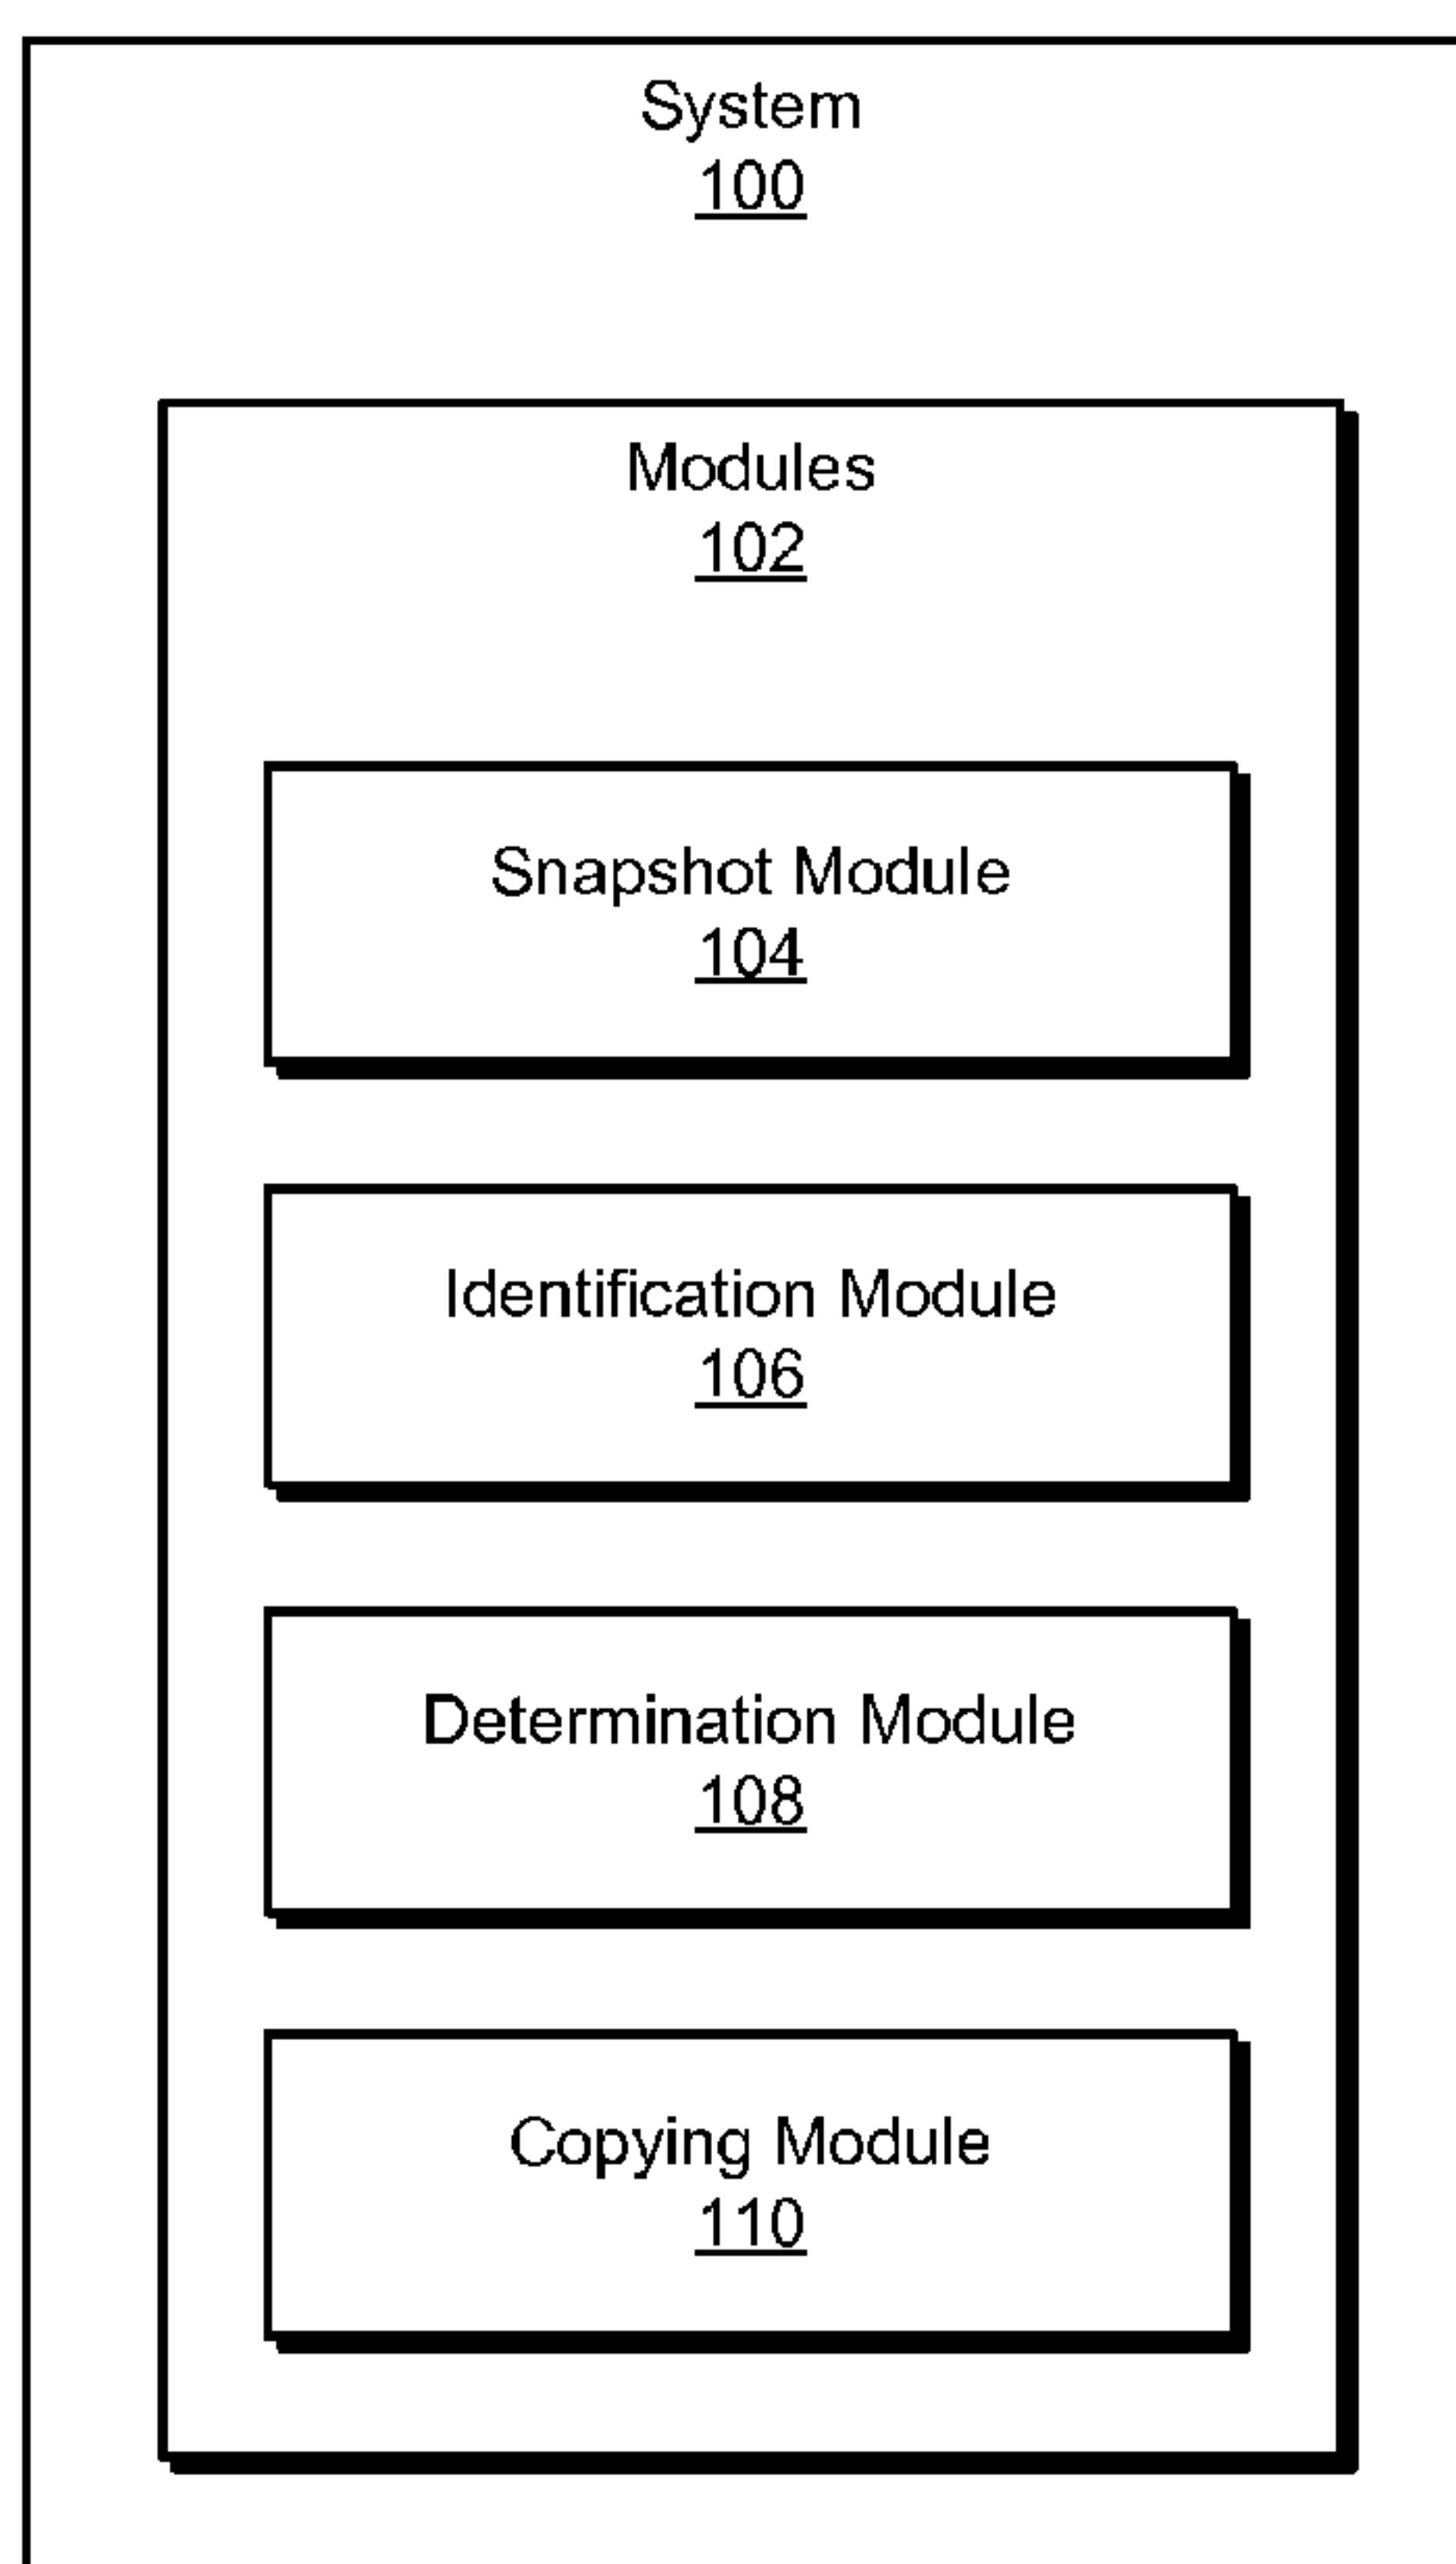 System
100
Modules
102
Snapshot Module
104
Identification Module
106
Determination Module
108
Copying Module
110